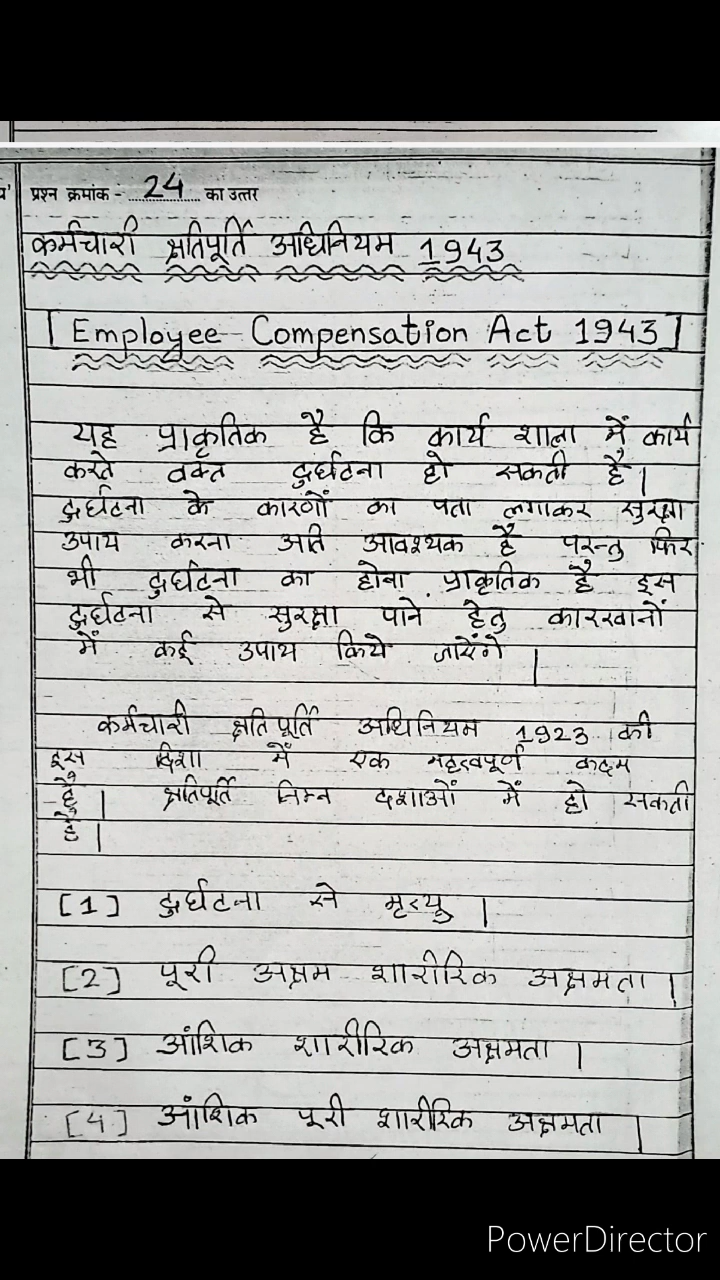 प्रश्न क्रमांक - 24 का उत्तर
कर्मचारी क्षतिपूर्ति अधिनियम 1943
[Employee Compensation Act 1943]
यह प्राकृतिक है कि कार्य शाला में कार्य
करते वक्त दुर्घटना हो सकती है।
दुर्घटना के कारणों का पता लगाकर सुरक्षा
उपाय करना अति आवश्यक है परन्तु फिर
भी दुर्घटना का होना प्राकृतिक है इस
दुर्घटना से सुरक्षा पाने हेतु कारखानों
में कई उपाय किये जायेंगे।
कर्मचारी क्षतिपूर्ति अधिनियम 1923 की
इस दिशा में एक महत्वपूर्ण कदम
है। क्षतिपूर्ति निम्न दशाओं में हो सकती
है।
[1] दुर्घटना से मृत्यु।
[2] पूरी अक्षम शारीरिक अक्षमता।
[3] आंशिक शारीरिक अक्षमता।
[4] आंशिक पूरी शारीरिक अक्षमता।
PowerDirector